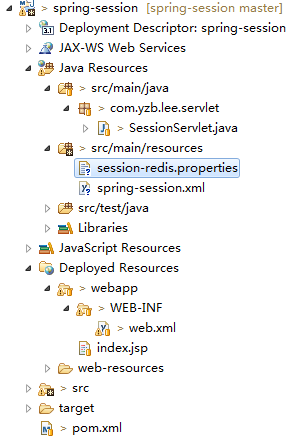 > spring-session [spring-session master]
> Deployment Descriptor: spring-session
JAX-WS Web Services
> Java Resources
> src/main/java
> com.yzb.lee.servlet
> SessionServlet.java
> src/main/resources
session-redis.properties
spring-session.xml
> src/test/java
> Libraries
> JavaScript Resources
> Deployed Resources
> webapp
> WEB-INF
> web.xml
index.jsp
> web-resources
> src
> target
> pom.xml